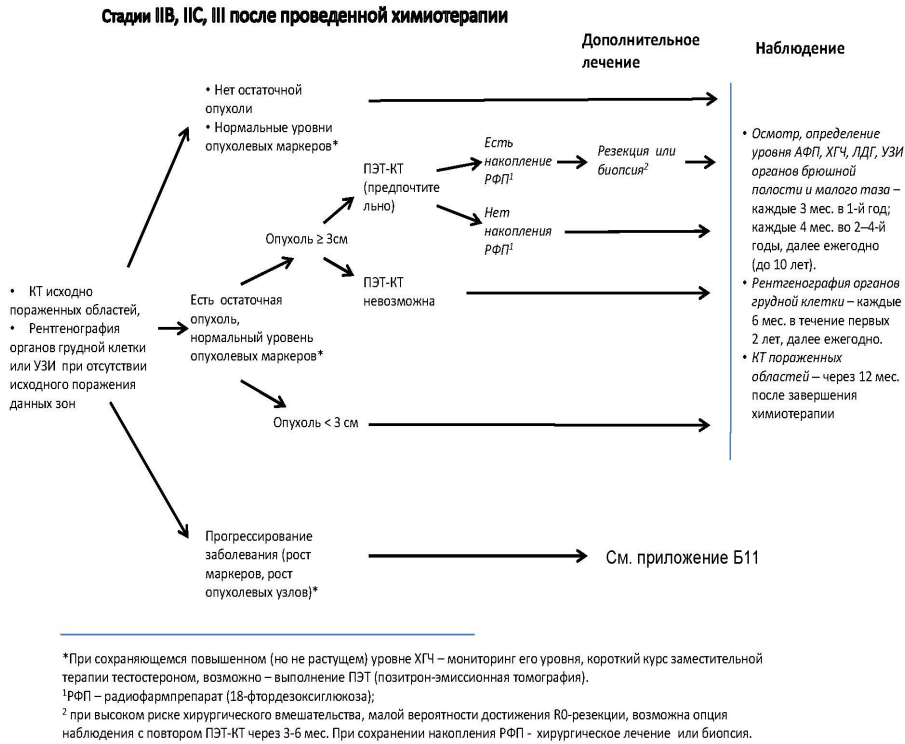 Стадии IIB, IIC, III после проведенной химиотерапии
Дополнительное
лечение
Наблюдение
• Нет остаточной
опухоли
• Нормальные уровни
опухолевых маркеров*
ПЭТ-КТ
(предпочтите
льно)
Есть
накопление
РФП¹
Резекция или
биопсия²
Нет
накопления
РФП¹
Опухоль ≥ 3см
ПЭТ-КТ
невозможна
• КТ исходно
пораженных областей,
• Рентгенография
органов грудной клетки
или УЗИ при отсутствии
исходного поражения
данных зон
Есть остаточная
опухоль,
нормальный уровень
опухолевых маркеров*
Опухоль < 3 см
• Осмотр, определение
уровня АФП, ХГЧ, ЛДГ, УЗИ
органов брюшной
полости и малого таза –
каждые 3 мес. в 1-й год;
каждые 4 мес. во 2–4-й
годы, далее ежегодно
(до 10 лет).
• Рентгенография органов
грудной клетки – каждые
6 мес. в течение первых
2 лет, далее ежегодно.
• КТ пораженных
областей – через 12 мес.
после завершения
химиотерапии
Прогрессирование
заболевания (рост
маркеров, рост
опухолевых узлов)*
См. приложение Б11
*При сохраняющемся повышенном (но не растущем) уровне ХГЧ – мониторинг его уровня, короткий курс заместительной
терапии тестостероном, возможно – выполнение ПЭТ (позитрон-эмиссионная томография).
¹РФП – радиофармпрепарат (18-фтордезоксиглюкоза);
² при высоком риске хирургического вмешательства, малой вероятности достижения R0-резекции, возможна опция
наблюдения с повтором ПЭТ-КТ через 3-6 мес. При сохранении накопления РФП - хирургическое лечение или биопсия.